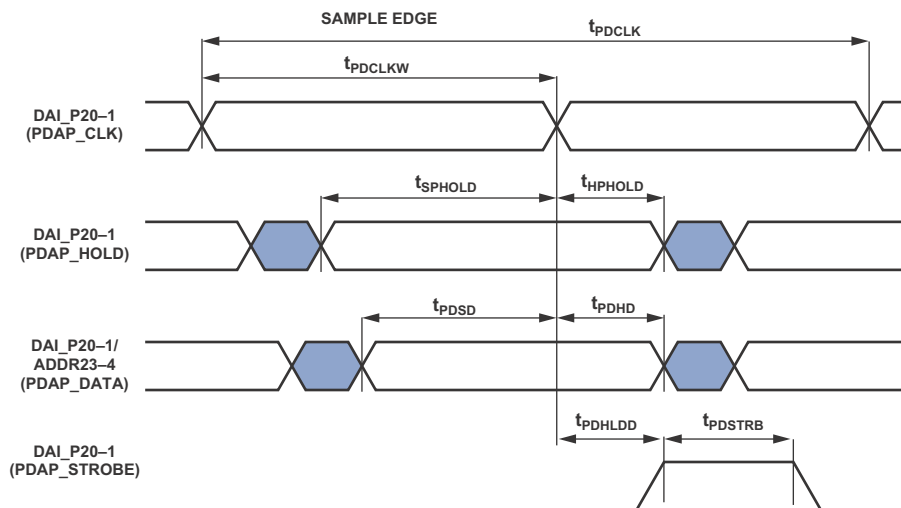 SAMPLE EDGE
tPDCLK
tPDCLKW
DAI_P20–1
(PDAP_CLK)
tSPHOLD
tHPHOLD
DAI_P20–1
(PDAP_HOLD)
tPDSD
tPDHD
DAI_P20–1/
ADDR23–4
(PDAP_DATA)
tPDHLDD
tPDSTRB
DAI_P20–1
(PDAP_STROBE)